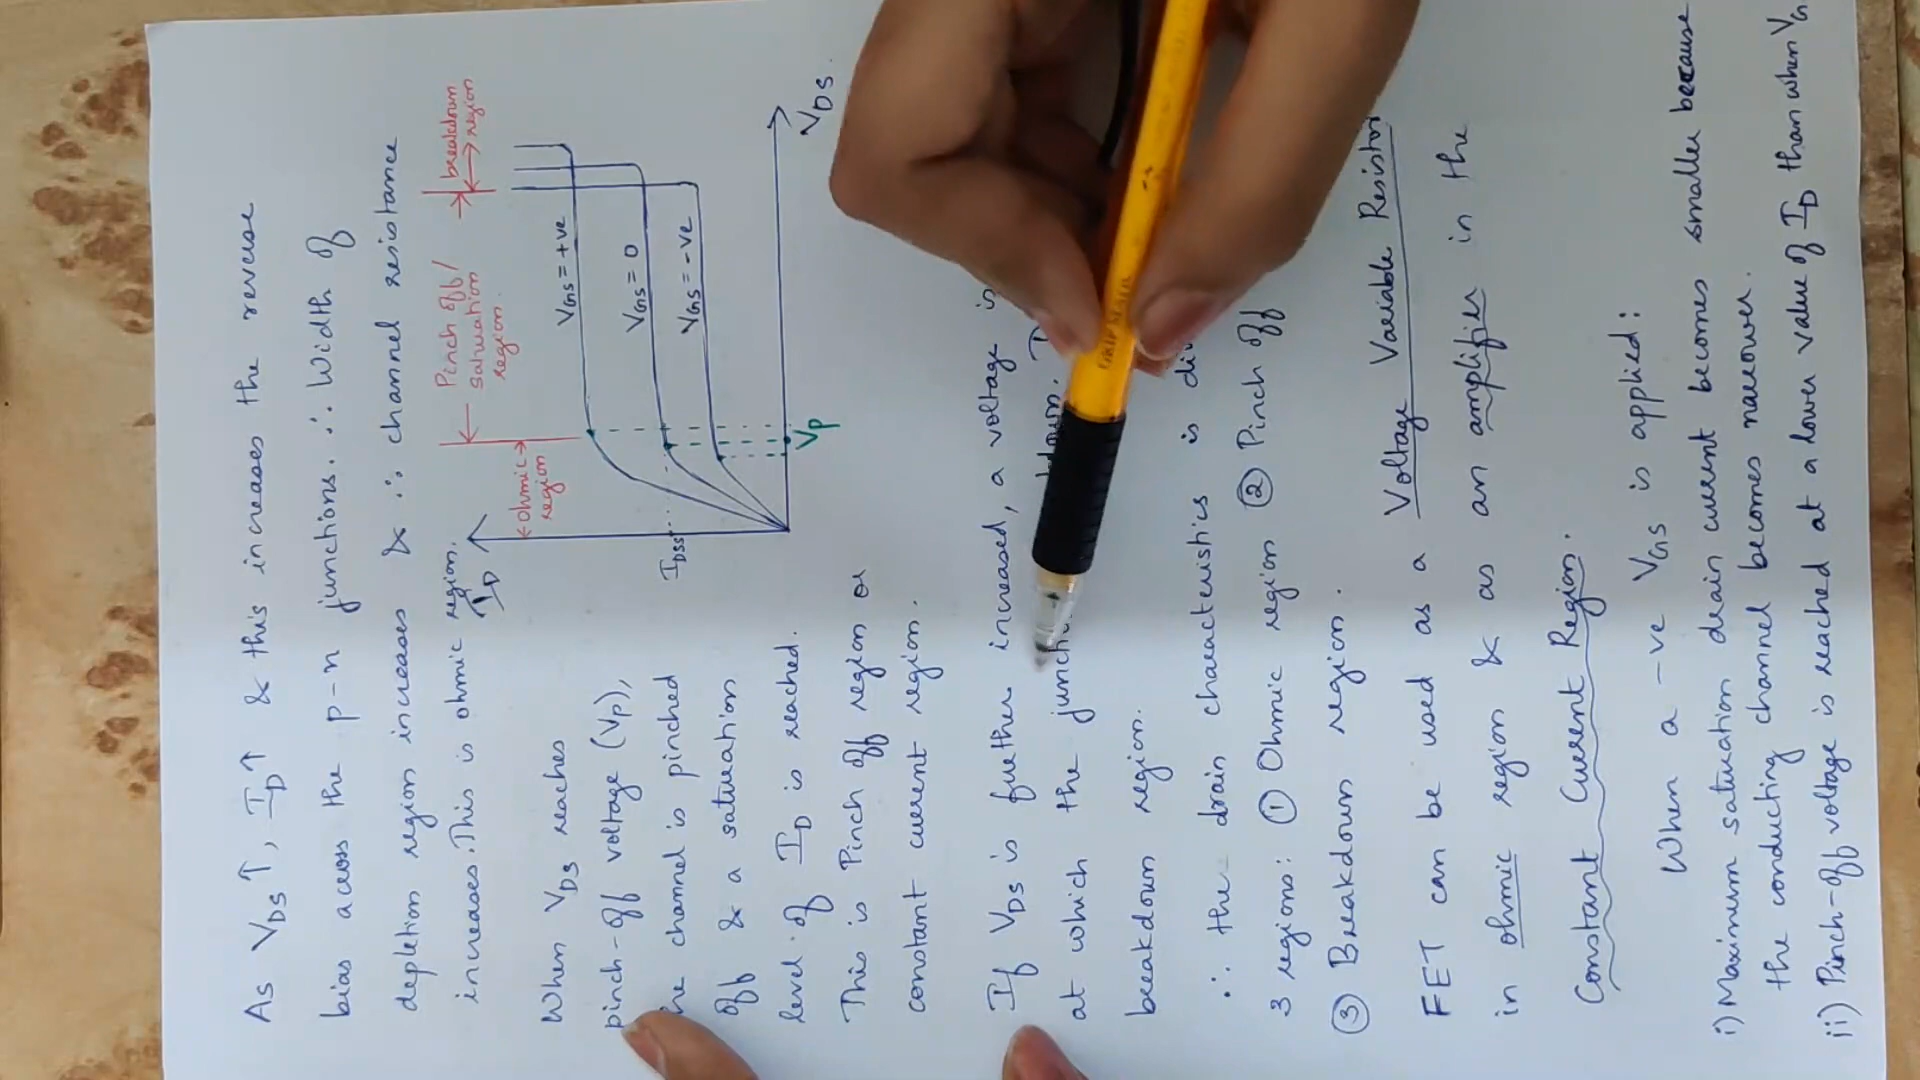 As V_DS↑, I_D↑ & this increases the reverse
bias across the p-n junctions. ∴ Width of
depletion region increases & ∴ channel resistance
increases. This is ohmic region.
When V_DS reaches
pinch-off voltage (V_P),
the channel is pinched
off & a saturation
level of I_D is reached.
This is Pinch off region or
constant current region.
I_D
←ohmic→
region
← Pinch off/
saturation
region.
breakdown
region
V_GS = +ve
V_GS = 0
V_GS = -ve
I_DSS
V_P
V_DS
If V_DS is further increased, a voltage is
at which the
breakdown region.
∴ the drain characteristics is
3 regions: ① Ohmic region ② Pinch off
③ Breakdown region.
FET can be used as a Voltage Variable Resistor
in ohmic region & as an amplifier in the
Constant Current Region.
When a -ve V_GS is applied:
i) Maximum saturation drain current becomes smaller because
the conducting channel becomes narrower.
ii) Pinch-off voltage is reached at a lower value of I_D than when